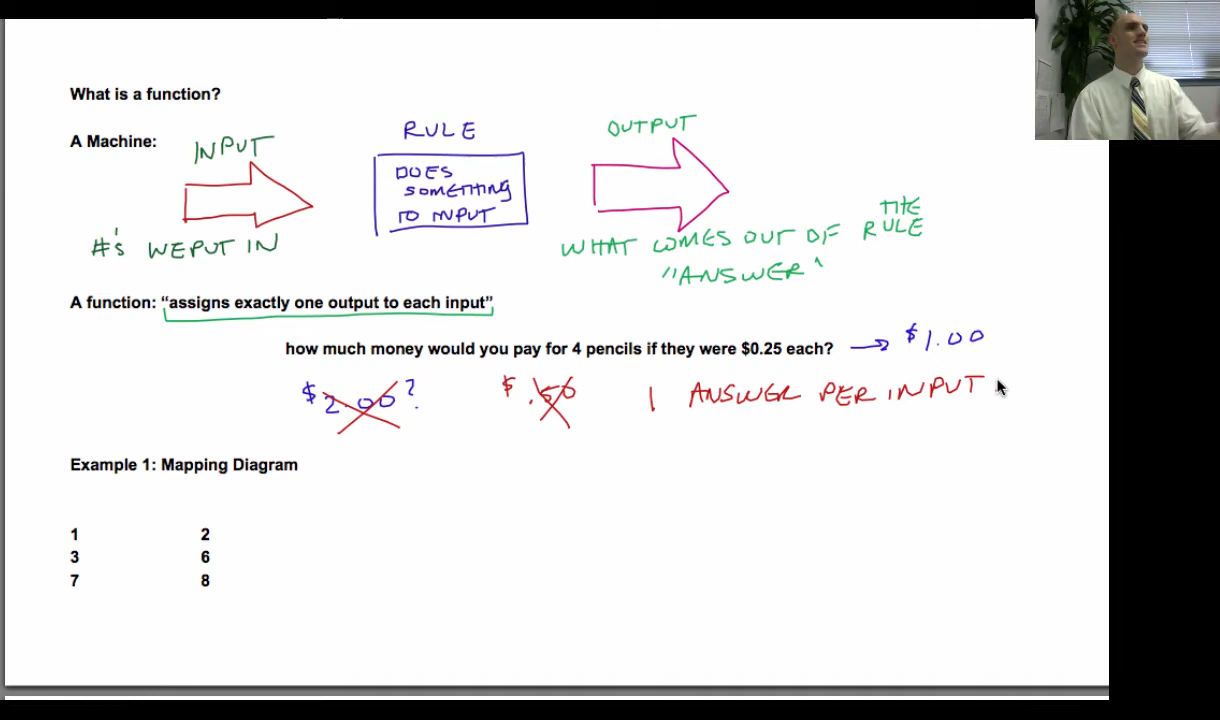 What is a function?
A Machine:
INPUT
RULE
OUTPUT
DOES
SOMETHING
TO INPUT
#'s WE PUT IN
WHAT COMES OUT OF THE RULE
"ANSWER"
A function: "assigns exactly one output to each input"
how much money would you pay for 4 pencils if they were $0.25 each? → $1.00
$2.00? $.50 1 ANSWER PER INPUT
Example 1: Mapping Diagram
1 2
3 6
7 8